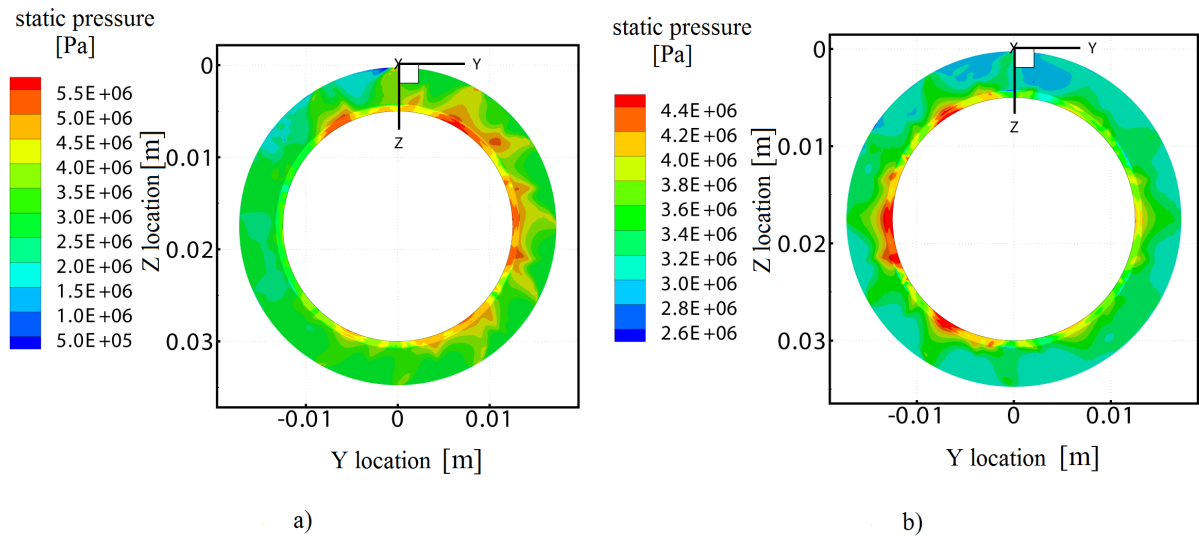 static pressure
[Pa]
5.5E +06
5.0E +06
4.5E +06
4.0E +06
3.5E +06
3.0E +06
2.5E +06
2.0E +06
1.5E +06
1.0E +06
5.0E +05
Z location [m]
0
0.01
0.02
0.03
X
Y
Z
-0.01 0 0.01
Y location [m]
a)
static pressure
[Pa]
4.4E +06
4.2E +06
4.0E +06
3.8E +06
3.6E +06
3.4E +06
3.2E +06
3.0E +06
2.8E +06
2.6E +06
Z location [m]
0
0.01
0.02
0.03
X
Y
Z
-0.01 0 0.01
Y location [m]
b)